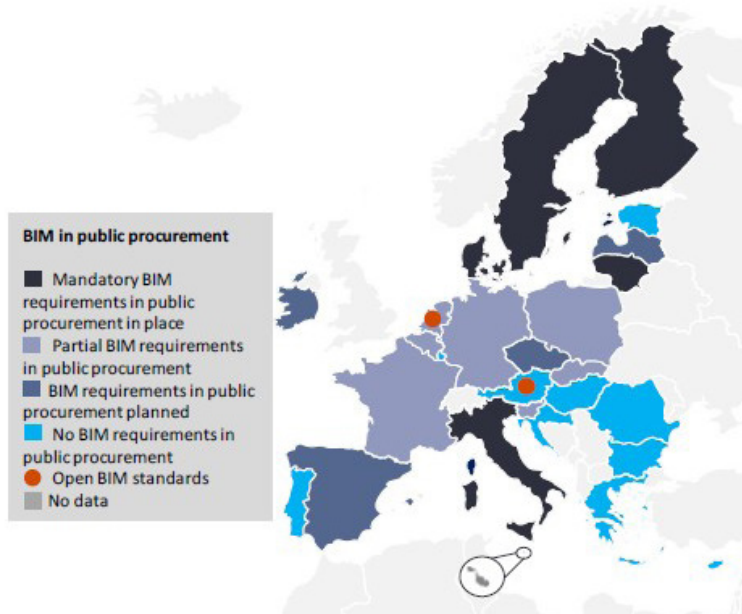 BIM in public procurement
Mandatory BIM
requirements in public
procurement in place
Partial BIM requirements
in public procurement
BIM requirements in public
procurement planned
No BIM requirements in
public procurement
Open BIM standards
No data